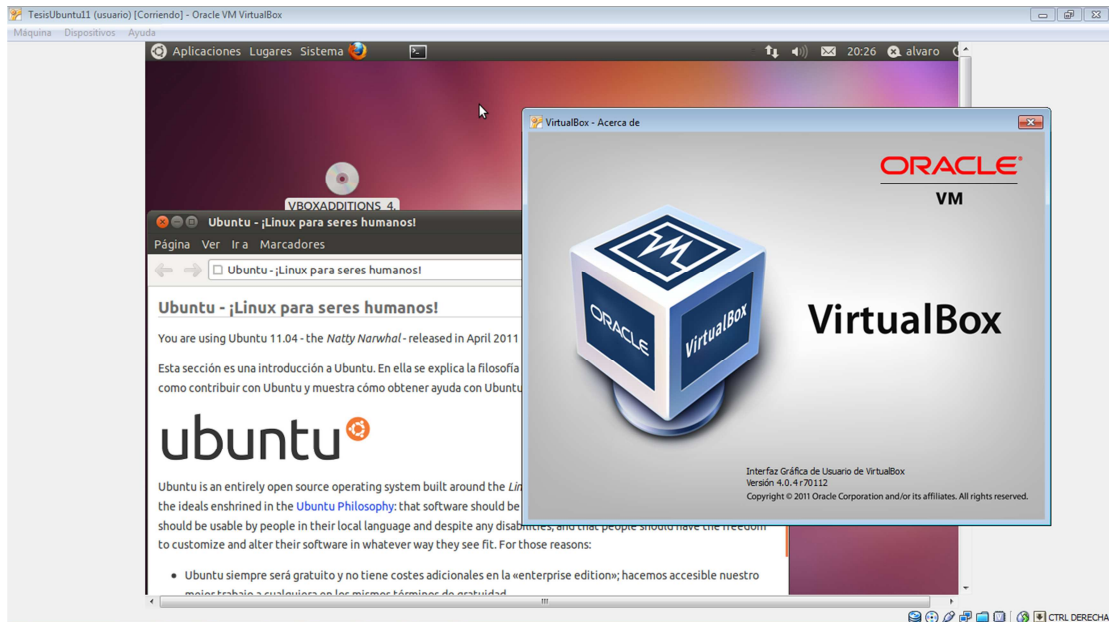 TesisUbuntu11 (usuario) [Corriendo] - Oracle VM VirtualBox
Máquina Dispositivos Ayuda
Aplicaciones Lugares Sistema
20:26 alvaro
VBOXADDITIONS_4.
Ubuntu - ¡Linux para seres humanos!
Página Ver Ir a Marcadores
Ubuntu - ¡Linux para seres humanos!
Ubuntu - ¡Linux para seres humanos!
You are using Ubuntu 11.04 - the Natty Narwhal - released in April 2011
Esta sección es una introducción a Ubuntu. En ella se explica la filosofía
como contribuir con Ubuntu y muestra cómo obtener ayuda con Ubuntu
ubuntu
Ubuntu is an entirely open source operating system built around the
the ideals enshrined in the Ubuntu Philosophy: that software should be
should be usable by people in their local language and despite any disabilities, and that people should have the freedom
to customize and alter their software in whatever way they see fit. For those reasons:
• Ubuntu siempre será gratuito y no tiene costes adicionales en la «enterprise edition»; hacemos accesible nuestro
mejor trabajo a cualquiera en los mismos términos de gratuidad.
VirtualBox - Acerca de
ORACLE
VM
ORACLE
VirtualBox
VirtualBox
Interfaz Gráfica de Usuario de VirtualBox
Versión 4.0.4 r70112
Copyright © 2011 Oracle Corporation and/or its affiliates. All rights reserved.
CTRL DERECHA